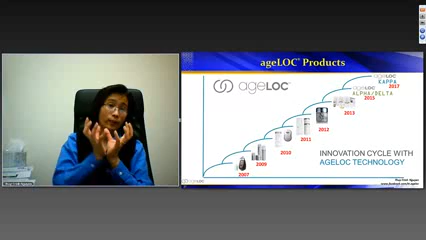 ageLOC® Products
ageLOC®
ageLOC
KAPPA
2017
ageLOC
ALPHA/DELTA
2015
2013
2012
2011
2010
2009
2007
INNOVATION CYCLE WITH
AGELOC TECHNOLOGY